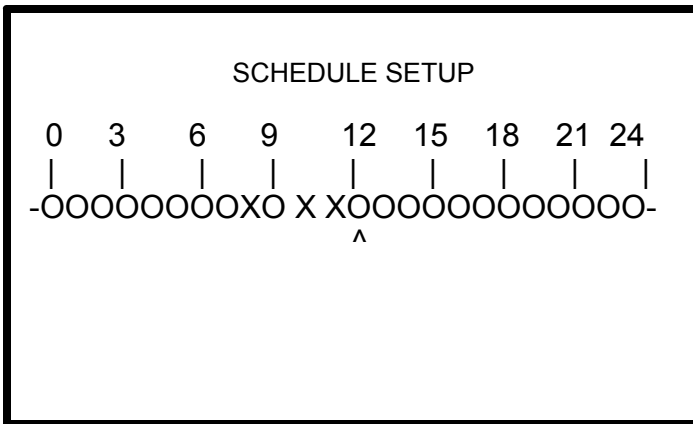 SCHEDULE SETUP
0 3 6 9 12 15 18 21 24
| | | | | | | | |
-OOOOOOOOXO X XOOOOOOOOOOOO-
^